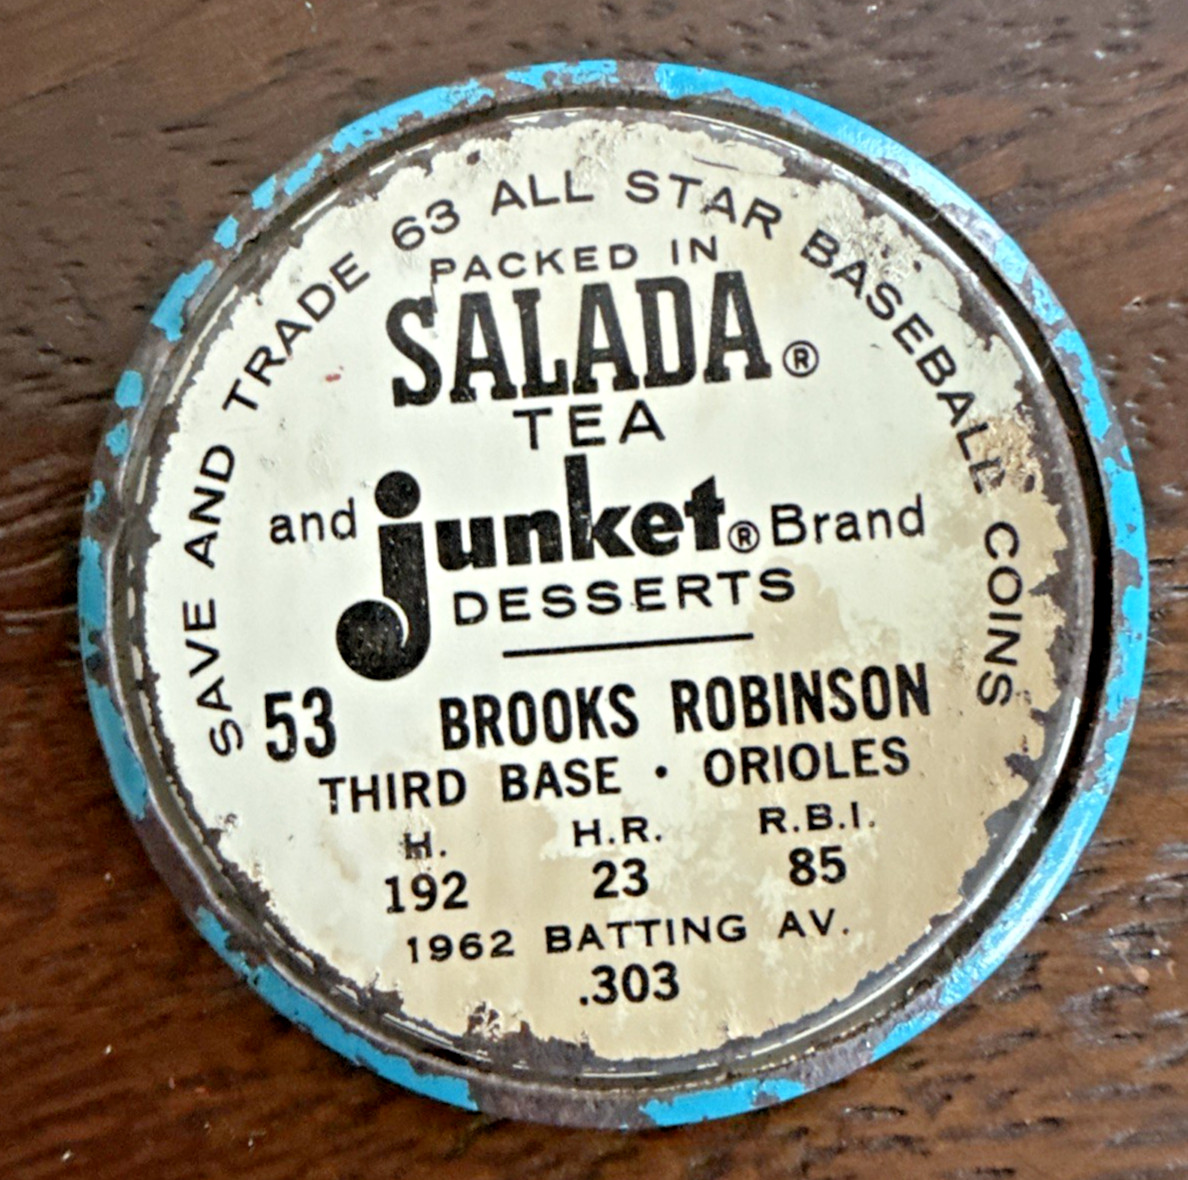 SAVE AND TRADE 63 ALL STAR BASEBALL COINS
PACKED IN
SALADA®
TEA
and junket® Brand
DESSERTS
53 BROOKS ROBINSON
THIRD BASE • ORIOLES
H. H.R. R.B.I.
192 23 85
1962 BATTING AV.
.303